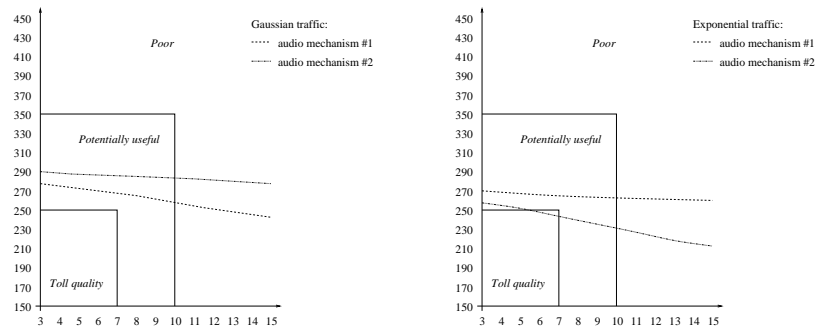 450
430
410
390
370
350
330
310
290
270
250
230
210
190
170
150
3 4 5 6 7 8 9 10 11 12 13 14 15
Poor
Potentially useful
Toll quality
Gaussian traffic:
audio mechanism #1
audio mechanism #2
450
430
410
390
370
350
330
310
290
270
250
230
210
190
170
150
3 4 5 6 7 8 9 10 11 12 13 14 15
Poor
Potentially useful
Toll quality
Exponential traffic:
audio mechanism #1
audio mechanism #2